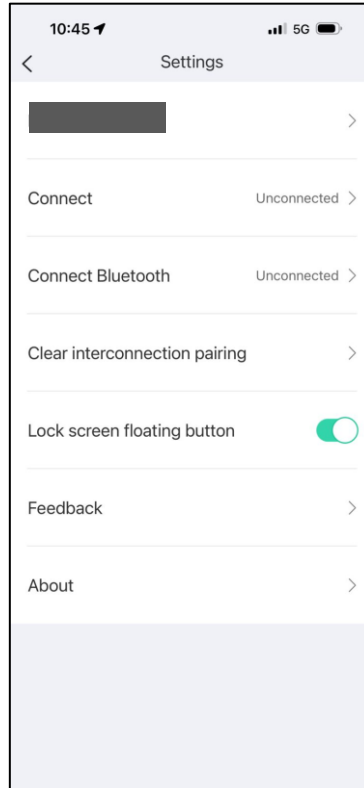 10:45
5G
Settings
Connect
Unconnected
Connect Bluetooth
Unconnected
Clear interconnection pairing
Lock screen floating button
Feedback
About